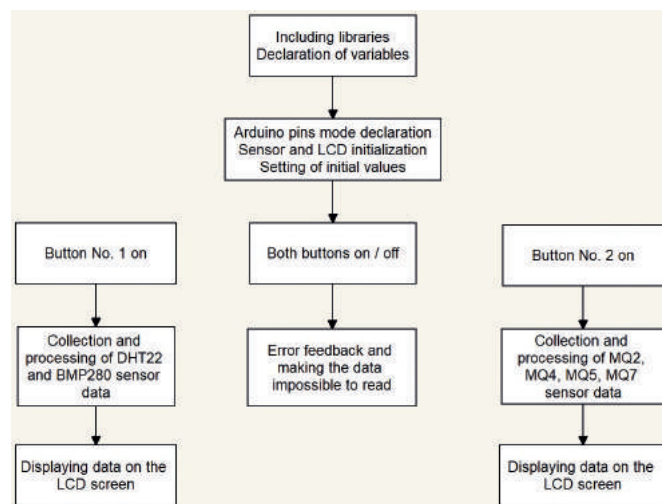 Including libraries
Declaration of variables
Arduino pins mode declaration
Sensor and LCD initialization
Setting of initial values
Button No. 1 on
Both buttons on / off
Button No. 2 on
Collection and
processing of DHT22
and BMP280 sensor
data
Error feedback and
making the data
impossible to read
Collection and
processing of MQ2,
MQ4, MQ5, MQ7
sensor data
Displaying data on the
LCD screen
Displaying data on the
LCD screen